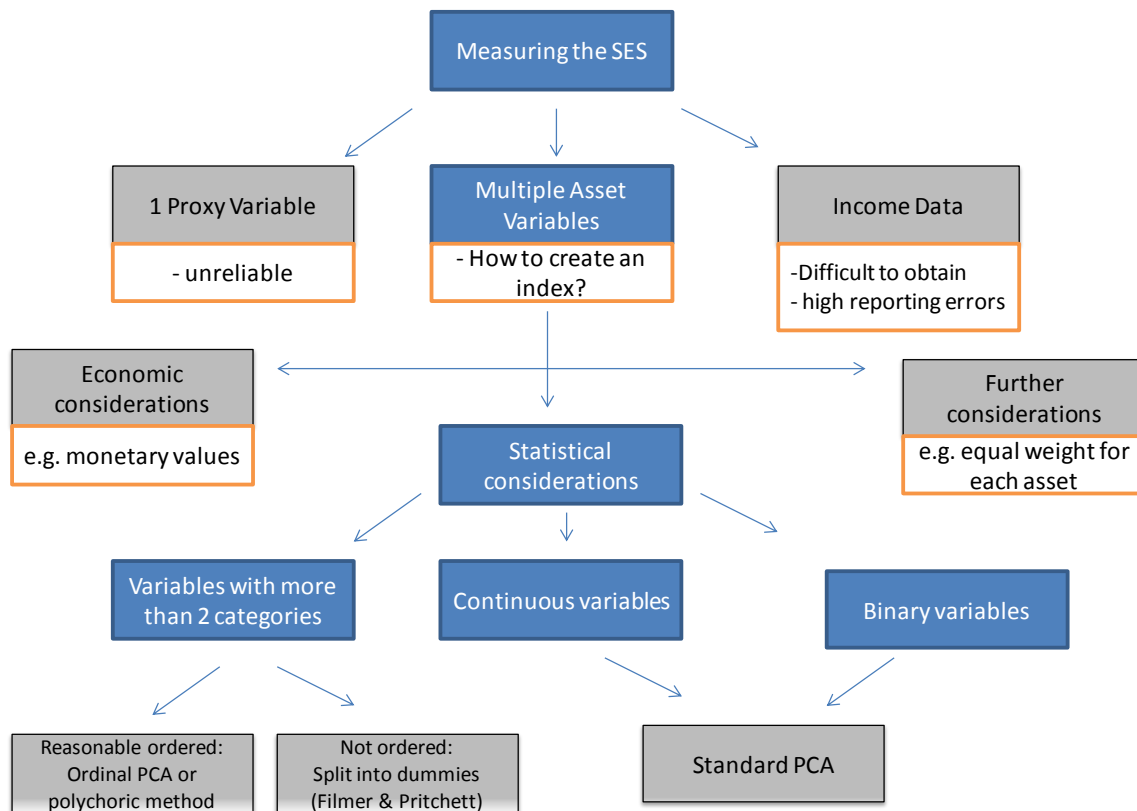 Measuring the SES
1 Proxy Variable
- unreliable
Multiple Asset
Variables
- How to create an
index?
Income Data
-Difficult to obtain
- high reporting errors
Economic
considerations
e.g. monetary values
Further
considerations
e.g. equal weight for
each asset
Statistical
considerations
Variables with more
than 2 categories
Continuous variables
Binary variables
Reasonable ordered:
Ordinal PCA or
polychoric method
Not ordered:
Split into dummies
(Filmer & Pritchett)
Standard PCA